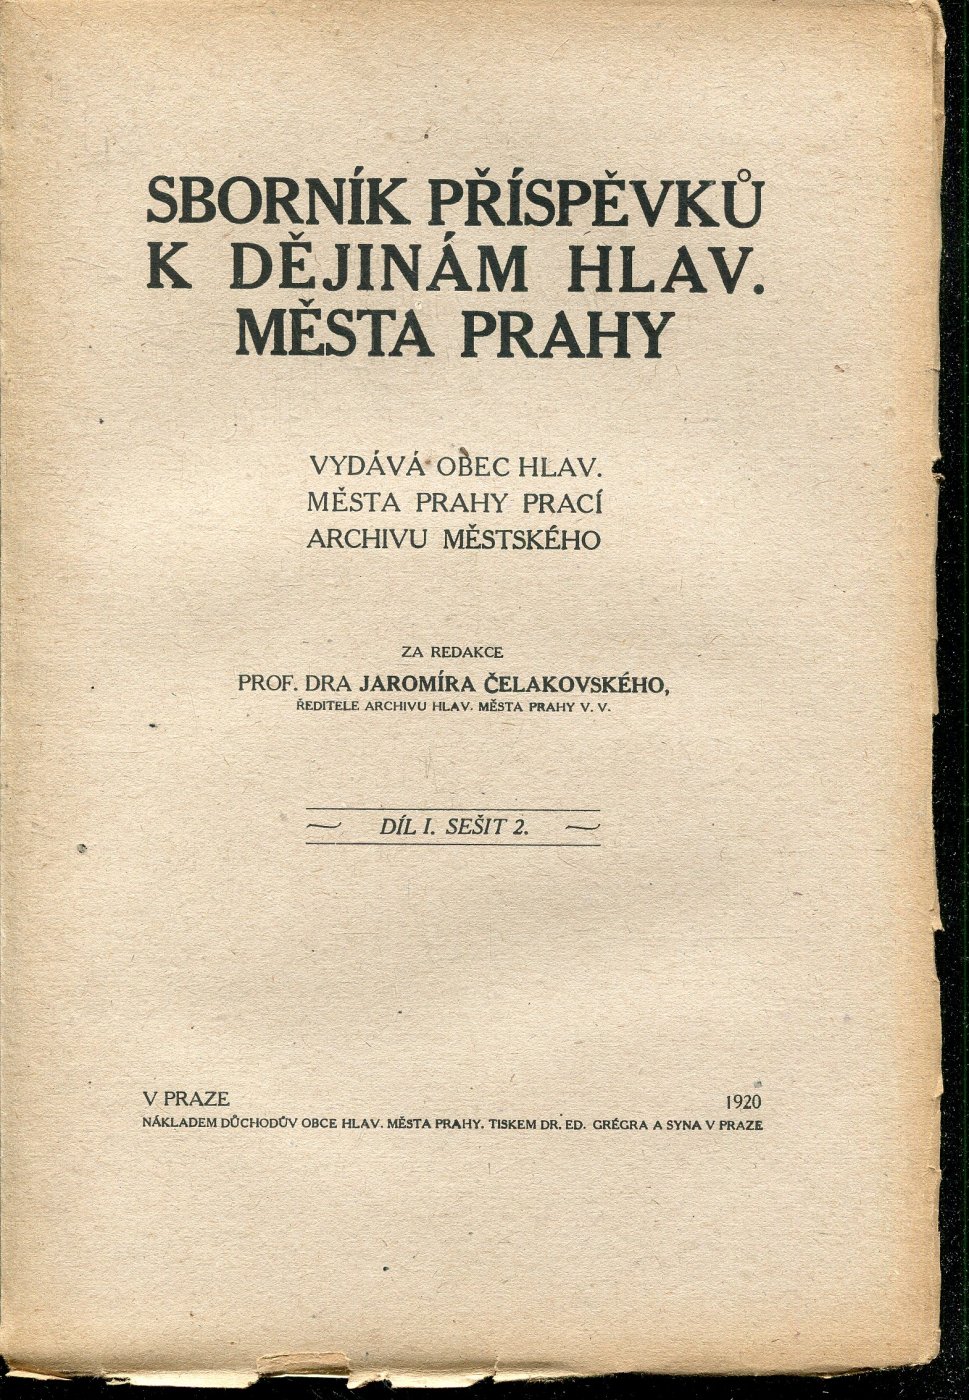 SBORNÍK PŘÍSPĚVKŮ
K DĚJINÁM HLAV.
MĚSTA PRAHY
VYDÁVÁ OBEC HLAV.
MĚSTA PRAHY PRACÍ
ARCHIVU MĚSTSKÉHO
ZA REDAKCE
PROF. DRA JAROMÍRA ČELAKOVSKÉHO,
ŘEDITELE ARCHIVU HLAV. MĚSTA PRAHY V. V.
DÍL I. SEŠIT 2.
V PRAZE 1920
NÁKLADEM DŮCHODŮV OBCE HLAV. MĚSTA PRAHY. TISKEM DR. ED. GRÉGRA A SYNA V PRAZE